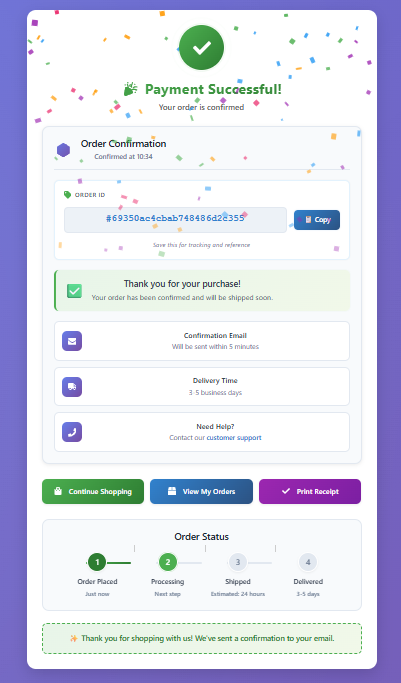 Payment Successful!
Your order is confirmed
Order Confirmation
Confirmed at 10:34
ORDER ID
#69350ac4cbab748486d28355
Copy
Save this for tracking and reference
Thank you for your purchase!
Your order has been confirmed and will be shipped soon.
Confirmation Email
Will be sent within 5 minutes
Delivery Time
3-5 business days
Need Help?
Contact our customer support
Continue Shopping
View My Orders
Print Receipt
Order Status
1 2 3 4
Order Placed Processing Shipped Delivered
Just now Next step Estimated: 24 hours 3-5 days
Thank you for shopping with us! We've sent a confirmation to your email.